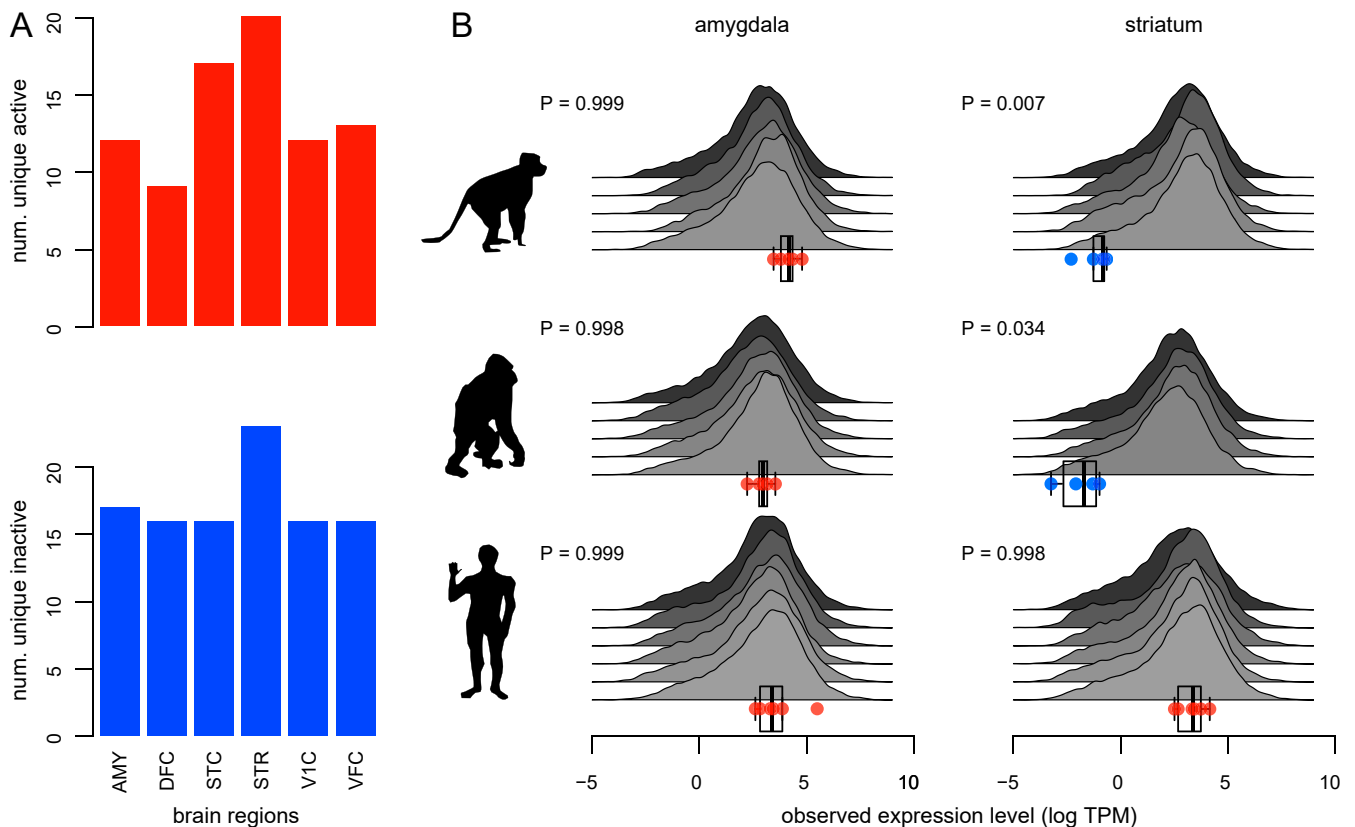 A
num. unique active
0
5
10
15
20
num. unique inactive
0
5
10
15
20
AMY
DFC
STC
STR
V1C
VFC
brain regions
B
amygdala
striatum
P = 0.999
P = 0.007
P = 0.998
P = 0.034
P = 0.999
P = 0.998
−5
0
5
10
−5
0
5
10
observed expression level (log TPM)